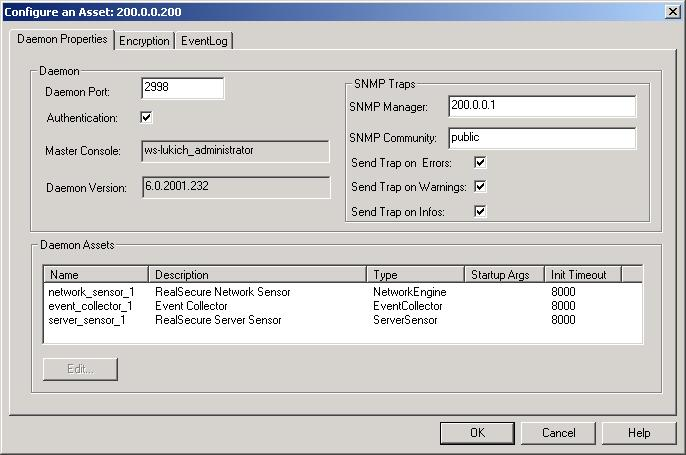 Configure an Asset: 200.0.0.200
Daemon Properties Encryption EventLog
Daemon
Daemon Port: 2998
Authentication:
Master Console: ws-lukich_administrator
Daemon Version: 6.0.2001.232
SNMP Traps
SNMP Manager: 200.0.0.1
SNMP Community: public
Send Trap on Errors:
Send Trap on Warnings:
Send Trap on Infos:
Daemon Assets
Name Description Type Startup Args Init Timeout
network_sensor_1 RealSecure Network Sensor NetworkEngine 8000
event_collector_1 Event Collector EventCollector 8000
server_sensor_1 RealSecure Server Sensor ServerSensor 8000
Edit...
OK Cancel Help